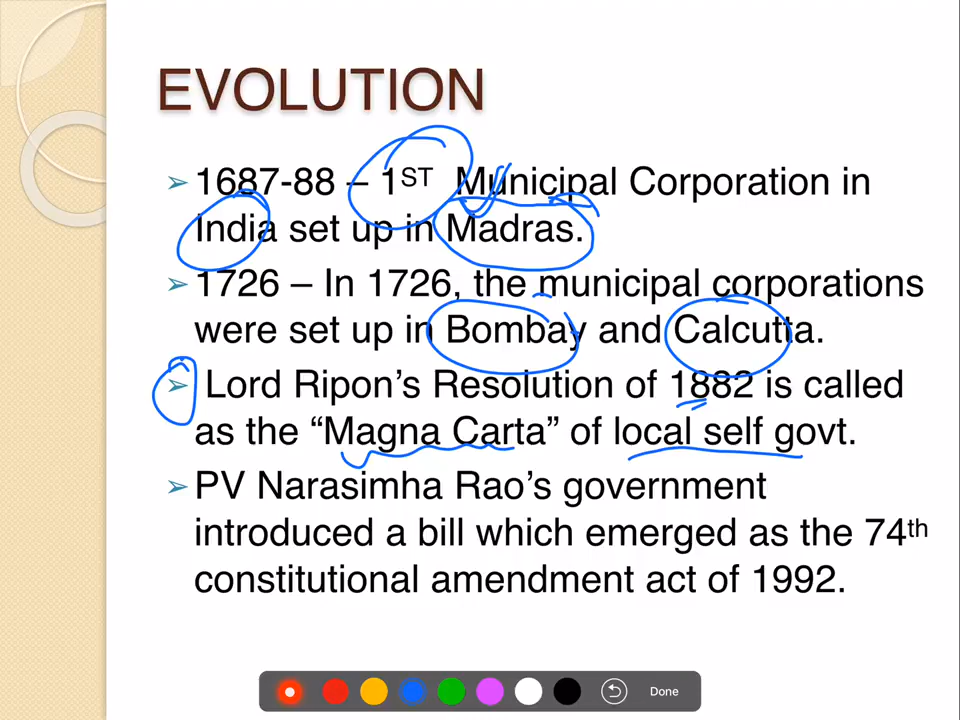 EVOLUTION
➢ 1687-88 – 1ST Municipal Corporation in
India set up in Madras.
➢ 1726 – In 1726, the municipal corporations
were set up in Bombay and Calcutta.
➢ Lord Ripon’s Resolution of 1882 is called
as the “Magna Carta” of local self govt.
➢ PV Narasimha Rao’s government
introduced a bill which emerged as the 74th
constitutional amendment act of 1992.
Done